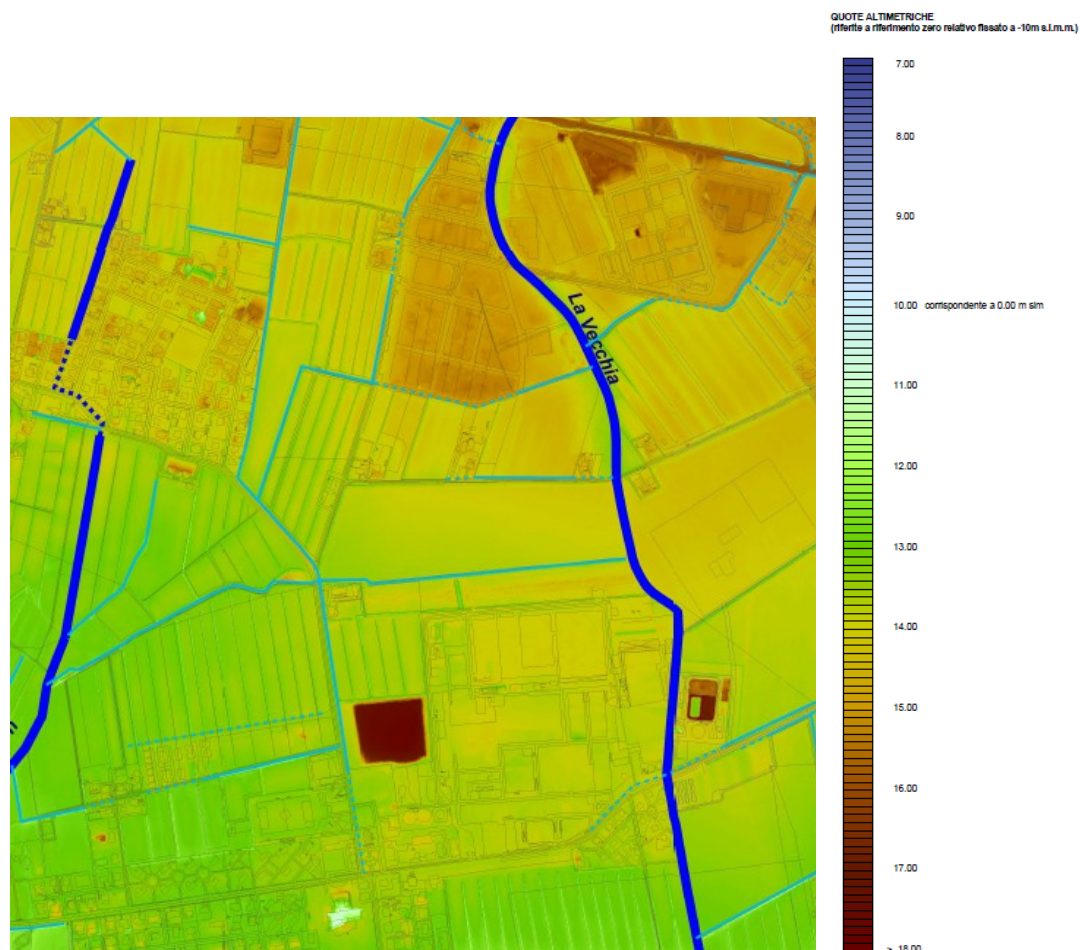 QUOTE ALTIMETRICHE
(riferite a riferimento zero relativo fissato a -10m s.l.m.m.)
7.00
8.00
9.00
10.00 corrispondente a 0.00 m slm
11.00
12.00
13.00
14.00
15.00
16.00
17.00
> 18.00
La Vecchia